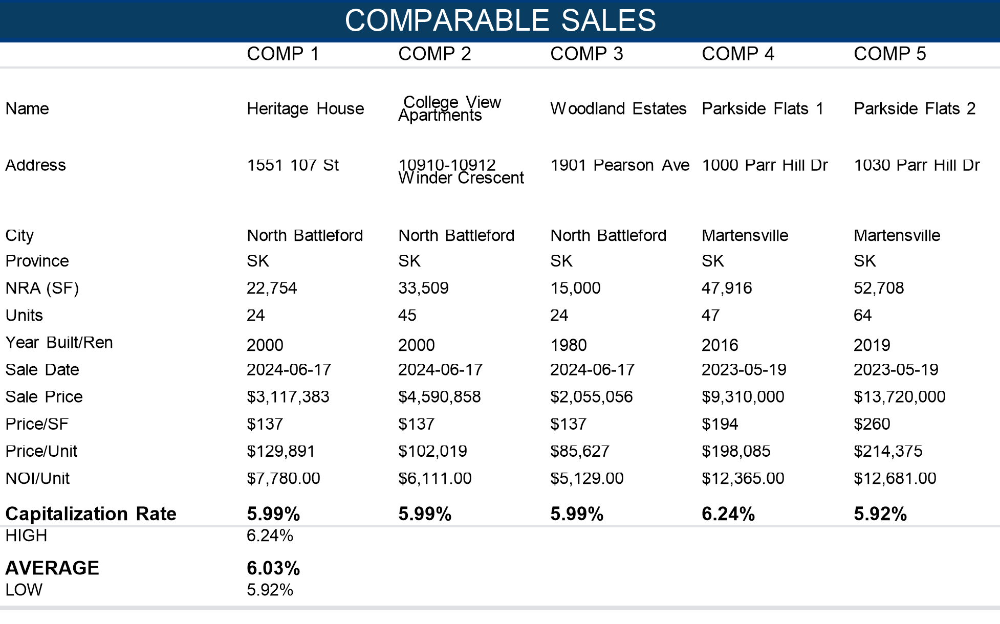 COMPARABLE SALES
COMP 1 COMP 2 COMP 3 COMP 4 COMP 5
Name Heritage House College View Apartments Woodland Estates Parkside Flats 1 Parkside Flats 2
Address 1551 107 St 10910-10912 Winder Crescent 1901 Pearson Ave 1000 Parr Hill Dr 1030 Parr Hill Dr
City North Battleford North Battleford North Battleford Martensville Martensville
Province SK SK SK SK SK
NRA (SF) 22,754 33,509 15,000 47,916 52,708
Units 24 45 24 47 64
Year Built/Ren 2000 2000 1980 2016 2019
Sale Date 2024-06-17 2024-06-17 2024-06-17 2023-05-19 2023-05-19
Sale Price $3,117,383 $4,590,858 $2,055,056 $9,310,000 $13,720,000
Price/SF $137 $137 $137 $194 $260
Price/Unit $129,891 $102,019 $85,627 $198,085 $214,375
NOI/Unit $7,780.00 $6,111.00 $5,129.00 $12,365.00 $12,681.00
Capitalization Rate 5.99% 5.99% 5.99% 6.24% 5.92%
HIGH 6.24%
AVERAGE 6.03%
LOW 5.92%